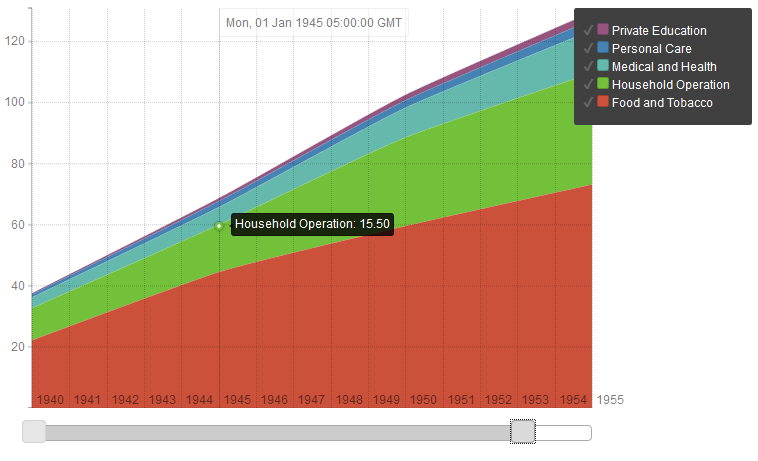 Mon, 01 Jan 1945 05:00:00 GMT
Private Education
Personal Care
Medical and Health
Household Operation
Food and Tobacco
120
100
80
60
40
20
Household Operation: 15.50
1940 1941 1942 1943 1944 1945 1946 1947 1948 1949 1950 1951 1952 1953 1954 1955